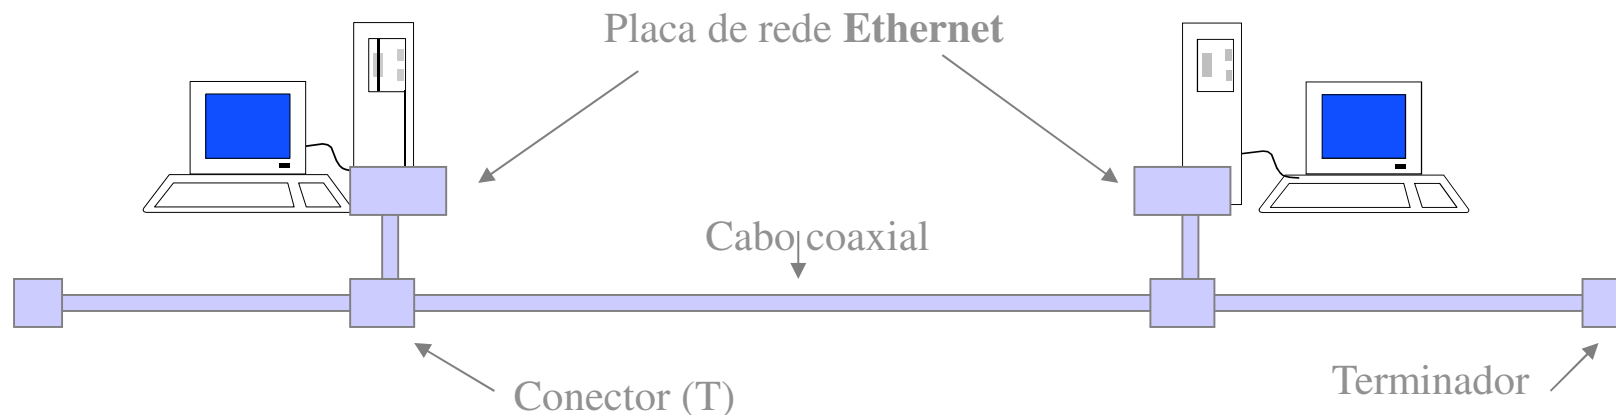 Placa de rede Ethernet
Cabo coaxial
Conector (T)
Terminador